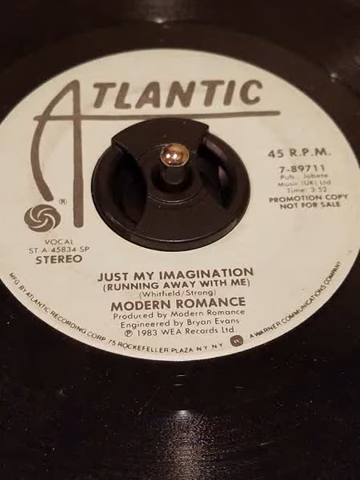 ATLANTIC
®
45 R.P.M.
7-89711
Pub., Jobete
Music (UK) Ltd
Time: 3:52
PROMOTION COPY
NOT FOR SALE
VOCAL
ST-A-45834-SP
STEREO
JUST MY IMAGINATION
(RUNNING AWAY WITH ME)
(Whitfield/Strong)
MODERN ROMANCE
Produced by Modern Romance
Engineered by Bryan Evans
℗ 1983 WEA Records Ltd
MFG. BY ATLANTIC RECORDING CORP., 75 ROCKEFELLER PLAZA, N.Y., N.Y. A WARNER COMMUNICATIONS COMPANY